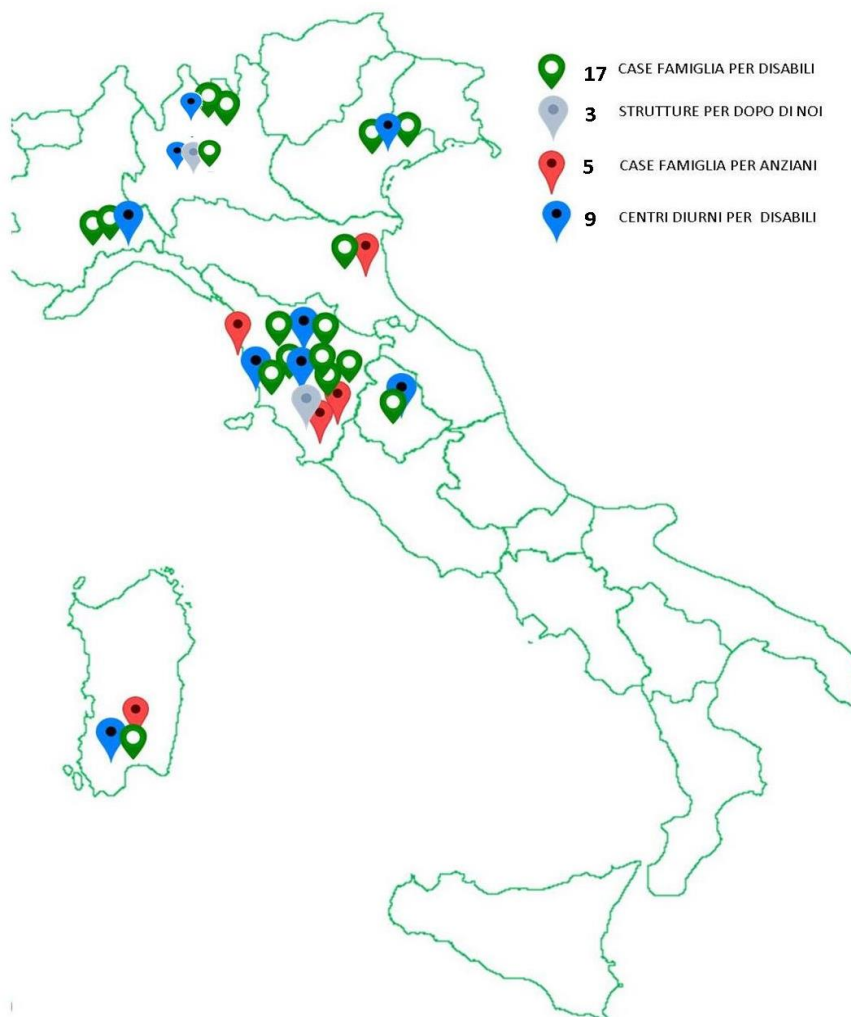 17 CASE FAMIGLIA PER DISABILI
3 STRUTTURE PER DOPO DI NOI
5 CASE FAMIGLIA PER ANZIANI
9 CENTRI DIURNI PER DISABILI